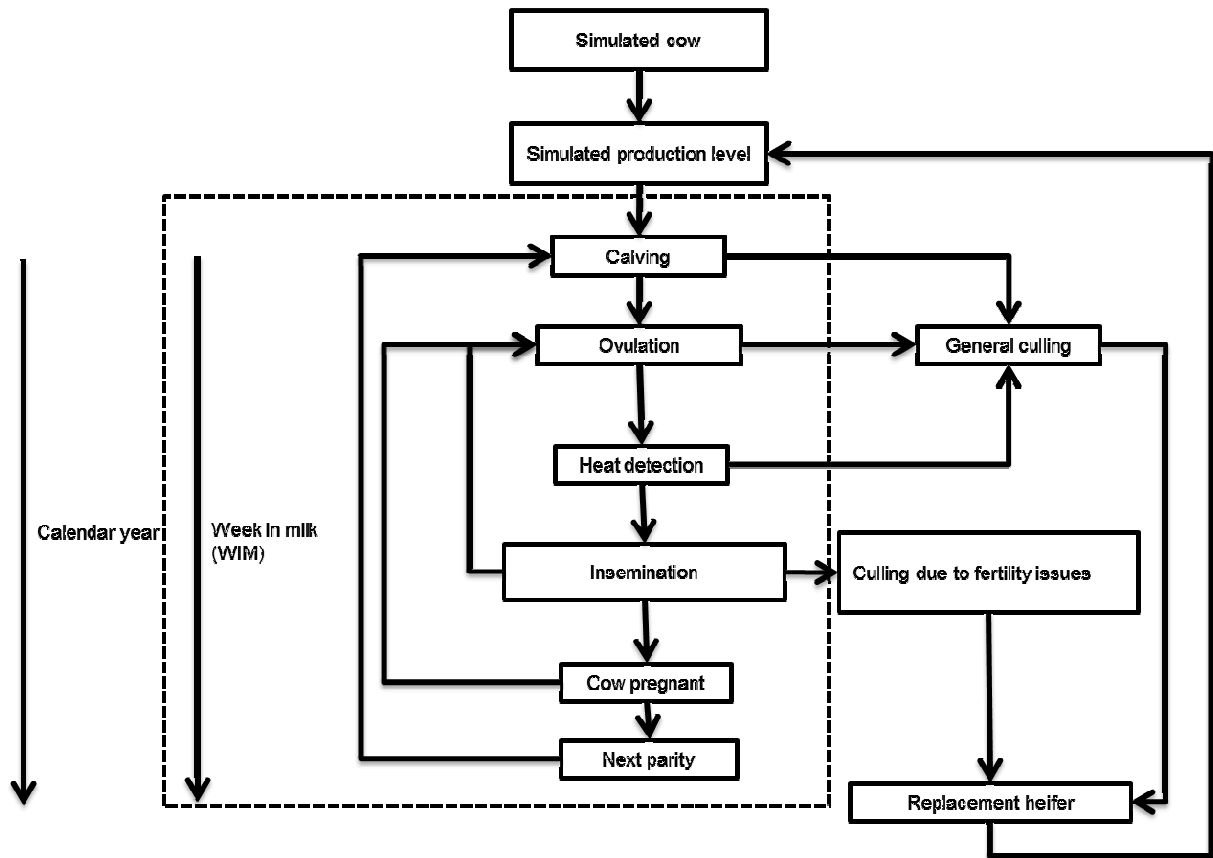 Simulated cow
Simulated production level
Calving
Ovulation
General culling
Heat detection
Calendar year
Week in milk
(WIM)
Insemination
Culling due to fertility issues
Cow pregnant
Next parity
Replacement heifer